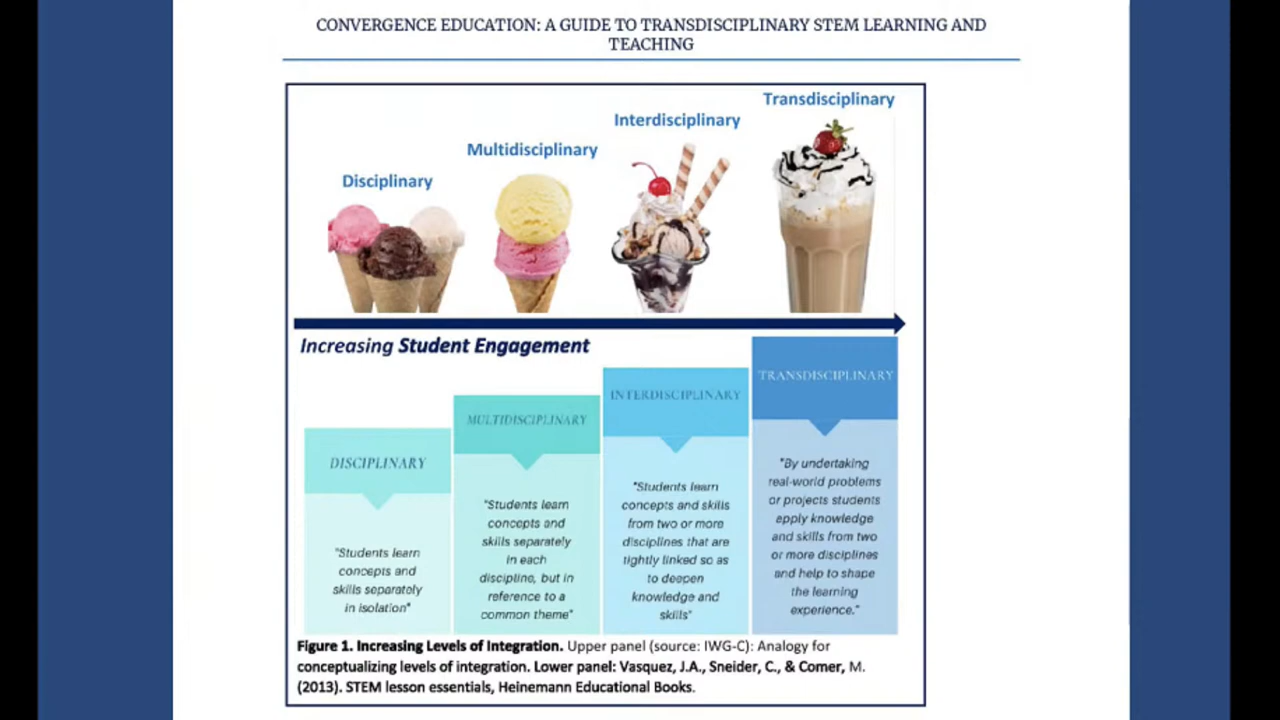 CONVERGENCE EDUCATION: A GUIDE TO TRANSDISCIPLINARY STEM LEARNING AND
TEACHING
Disciplinary
Multidisciplinary
Interdisciplinary
Transdisciplinary
Increasing Student Engagement
DISCIPLINARY
"Students learn
concepts and
skills separately
in isolation"
MULTIDISCIPLINARY
"Students learn
concepts and
skills separately
in each
discipline, but in
reference to a
common theme"
INTERDISCIPLINARY
"Students learn
concepts and skills
from two or more
disciplines that are
tightly linked so as
to deepen
knowledge and
skills"
TRANSDISCIPLINARY
"By undertaking
real-world problems
or projects students
apply knowledge
and skills from two
or more disciplines
and help to shape
the learning
experience."
Figure 1. Increasing Levels of Integration. Upper panel (source: IWG-C): Analogy for
conceptualizing levels of integration. Lower panel: Vasquez, J.A., Sneider, C., & Comer, M.
(2013). STEM lesson essentials, Heinemann Educational Books.